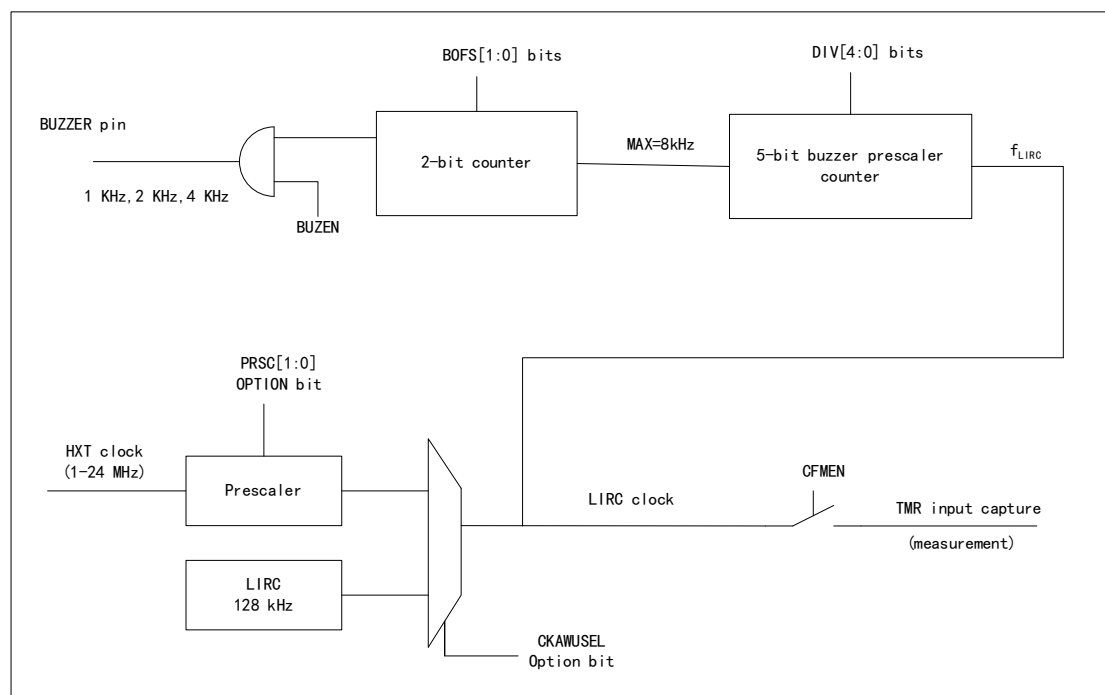 BOFS[1:0] bits
DIV[4:0] bits
BUZZER pin
2-bit counter
MAX=8kHz
5-bit buzzer prescaler
counter
fLIRC
1 KHz, 2 KHz, 4 KHz
BUZEN
PRSC[1:0]
OPTION bit
HXT clock
(1-24 MHz)
Prescaler
CFMEN
LIRC clock
TMR input capture
(measurement)
LIRC
128 kHz
CKAWUSEL
Option bit